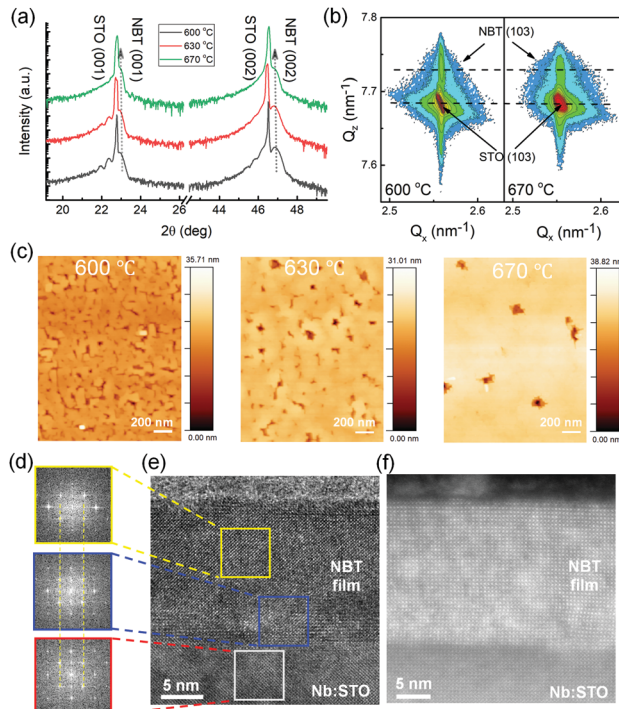 (a)
STO (001)
NBT (001)
STO (002)
NBT (002)
600 °C
630 °C
670 °C
Intensity (a.u.)
20 22 24 26 44 46 48
2θ (deg)
(b)
7.8
7.7
7.6
Qz (nm-1)
NBT (103)
STO (103)
600 °C
670 °C
2.5 2.6 2.5 2.6
Qx (nm-1) Qx (nm-1)
(c)
600 ℃
35.71 nm
0.00 nm
200 nm
630 ℃
31.01 nm
0.00 nm
200 nm
670 ℃
38.82 nm
0.00 nm
200 nm
(d)
(e)
NBT
film
5 nm
Nb:STO
(f)
NBT
film
5 nm
Nb:STO